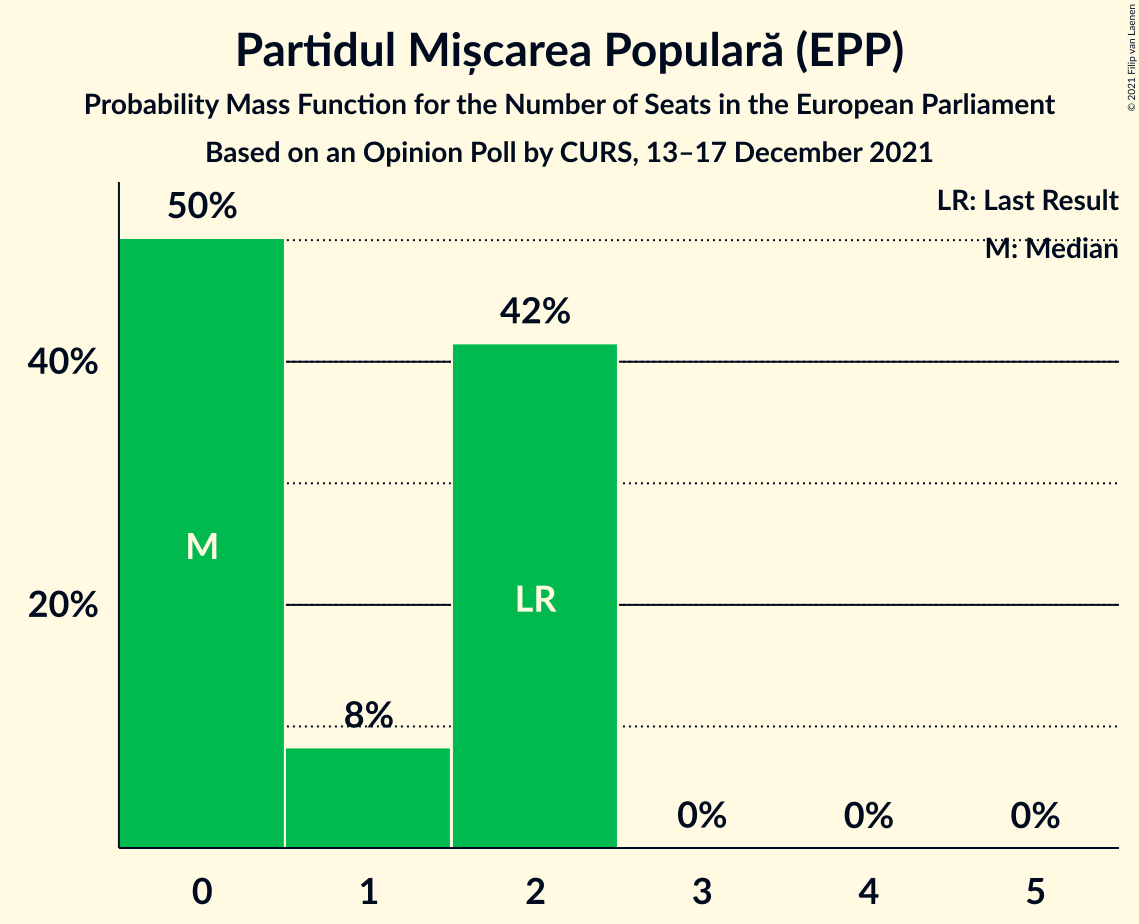 Partidul Mișcarea Populară (EPP)
Probability Mass Function for the Number of Seats in the European Parliament
Based on an Opinion Poll by CURS, 13–17 December 2021
© 2021 Filip van Laenen
LR: Last Result
M: Median
50%
42%
40%
M
LR
20%
8%
0% 0% 0%
0 1 2 3 4 5